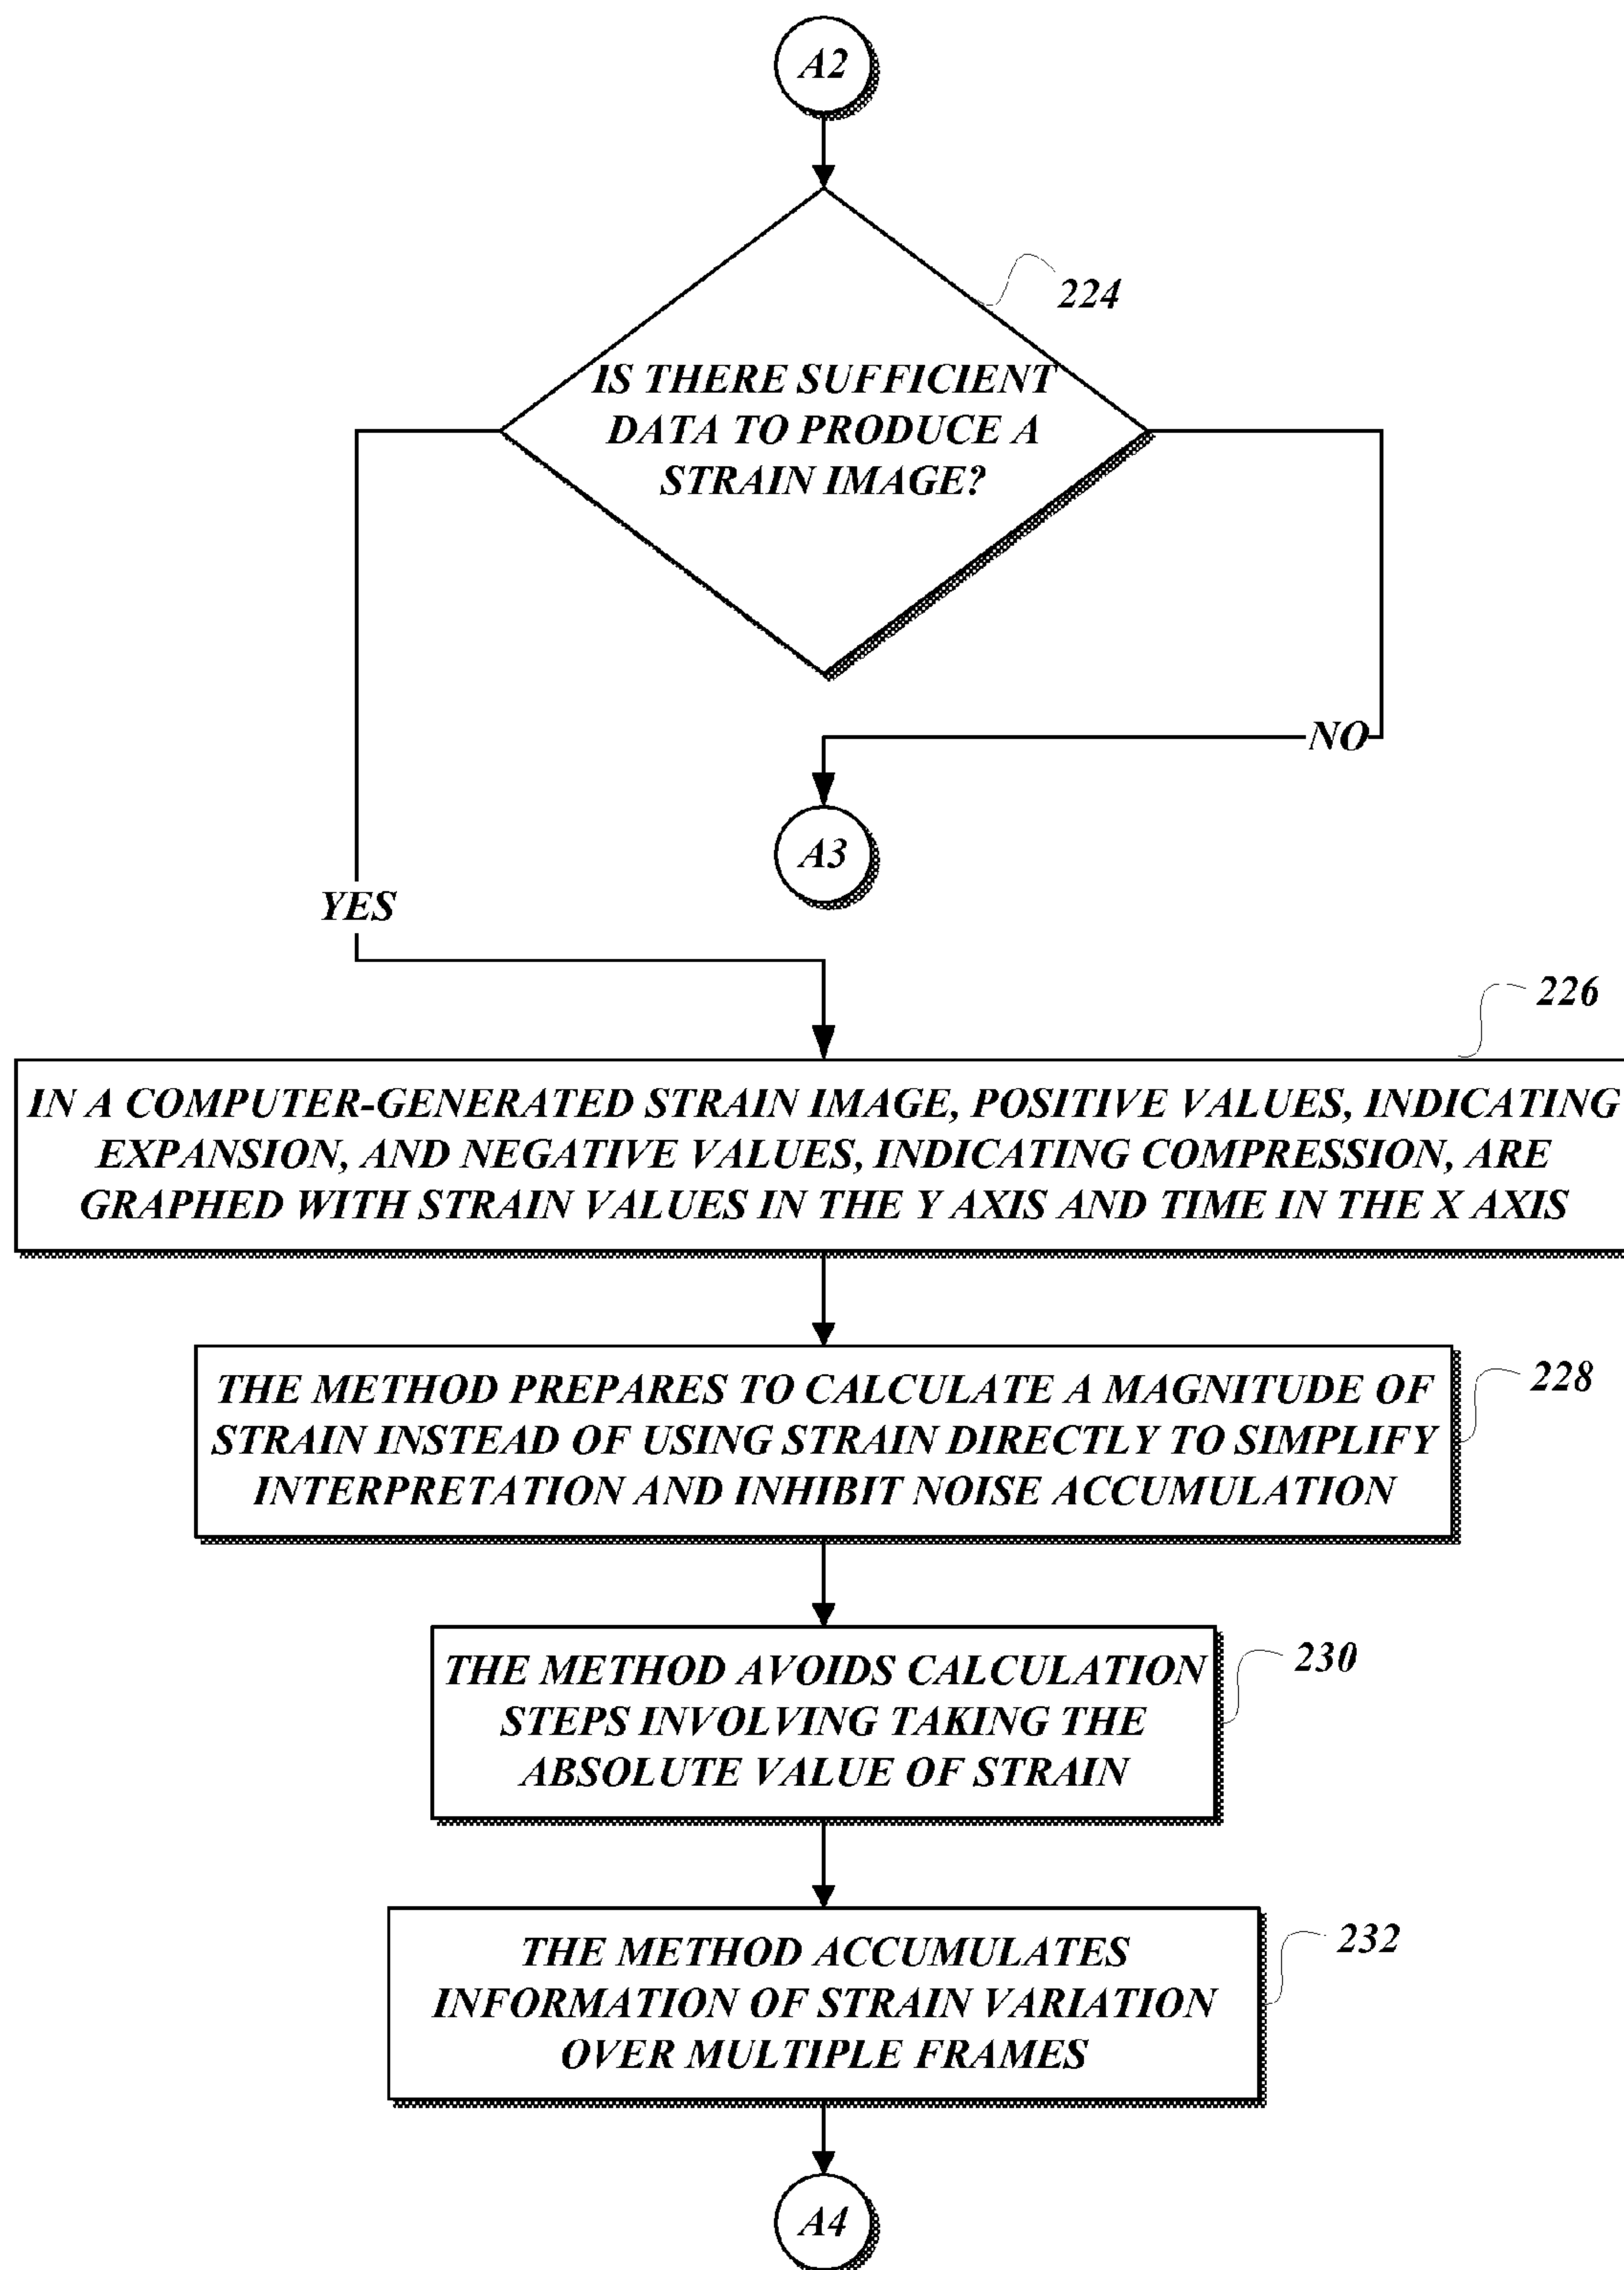 A2
224
IS THERE SUFFICIENT
DATA TO PRODUCE A
STRAIN IMAGE?
NO
A3
YES
226
IN A COMPUTER-GENERATED STRAIN IMAGE, POSITIVE VALUES, INDICATING
EXPANSION, AND NEGATIVE VALUES, INDICATING COMPRESSION, ARE
GRAPHED WITH STRAIN VALUES IN THE Y AXIS AND TIME IN THE X AXIS
228
THE METHOD PREPARES TO CALCULATE A MAGNITUDE OF
STRAIN INSTEAD OF USING STRAIN DIRECTLY TO SIMPLIFY
INTERPRETATION AND INHIBIT NOISE ACCUMULATION
230
THE METHOD AVOIDS CALCULATION
STEPS INVOLVING TAKING THE
ABSOLUTE VALUE OF STRAIN
232
THE METHOD ACCUMULATES
INFORMATION OF STRAIN VARIATION
OVER MULTIPLE FRAMES
A4